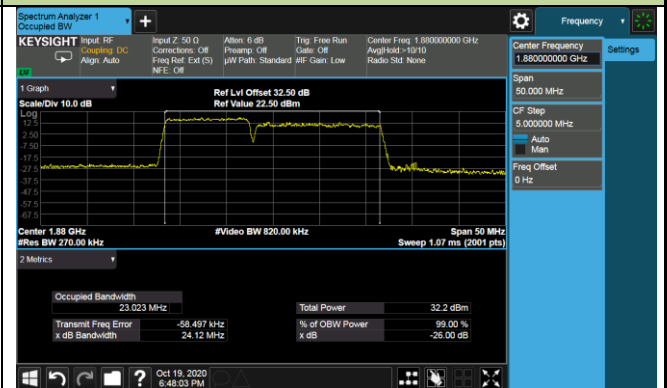 Spectrum Analyzer 1
Occupied BW
+
Frequency
KEYSIGHT
Input: RF
Coupling: DC
Align: Auto
Input Z: 50 Ω
Corrections: Off
Freq Ref: Ext (S)
NFE: Off
Atten: 6 dB
Preamp: Off
µW Path: Standard
Trig: Free Run
Gate: Off
#IF Gain: Low
Center Freq: 1.880000000 GHz
Avg|Hold:>10/10
Radio Std: None
Center Frequency
1.880000000 GHz
Settings
Span
50.000 MHz
CF Step
5.000000 MHz
Auto
Man
Freq Offset
0 Hz
1 Graph
Scale/Div 10.0 dB
Ref Lvl Offset 32.50 dB
Ref Value 22.50 dBm
Log
12.5
2.50
-7.50
-17.5
-27.5
-37.5
-47.5
-57.5
-67.5
Center 1.88 GHz
#Video BW 820.00 kHz
Span 50 MHz
#Res BW 270.00 kHz
Sweep 1.07 ms (2001 pts)
2 Metrics
Occupied Bandwidth
23.023 MHz
Total Power
32.2 dBm
Transmit Freq Error
-58.497 kHz
% of OBW Power
99.00 %
x dB Bandwidth
24.12 MHz
x dB
-26.00 dB
?
Oct 19, 2020
6:48:03 PM